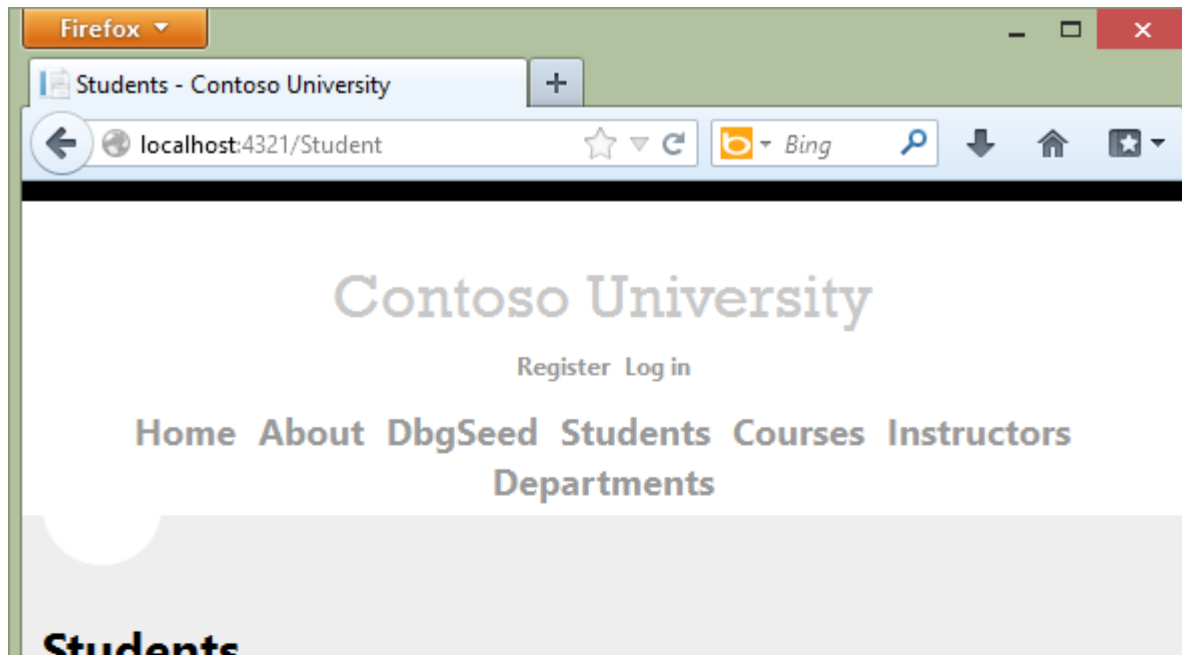 Firefox
Students - Contoso University
localhost:4321/Student
Bing
Contoso University
Register Log in
Home About DbgSeed Students Courses Instructors
Departments
Students